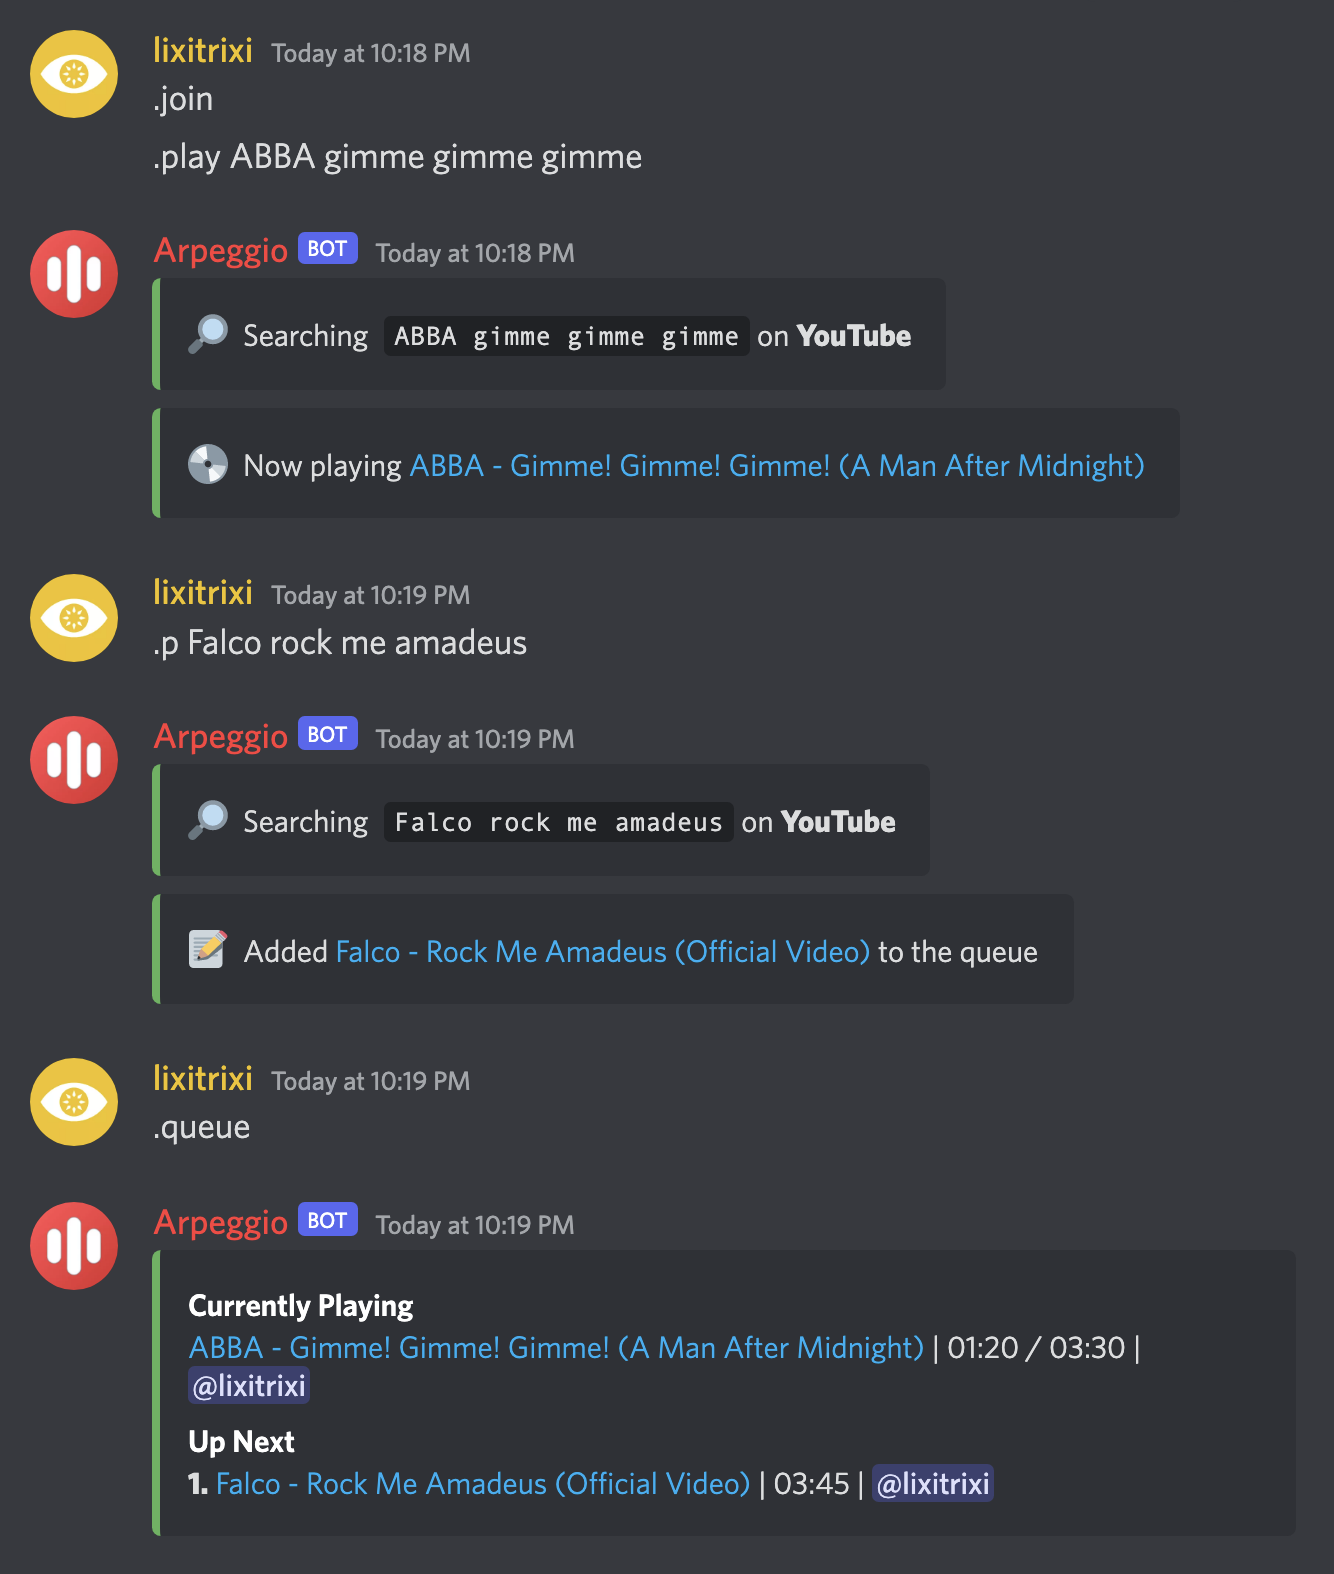 lixitrixi Today at 10:18 PM
.join
.play ABBA gimme gimme gimme
Arpeggio BOT Today at 10:18 PM
Searching ABBA gimme gimme gimme on YouTube
Now playing ABBA - Gimme! Gimme! Gimme! (A Man After Midnight)
lixitrixi Today at 10:19 PM
.p Falco rock me amadeus
Arpeggio BOT Today at 10:19 PM
Searching Falco rock me amadeus on YouTube
Added Falco - Rock Me Amadeus (Official Video) to the queue
lixitrixi Today at 10:19 PM
.queue
Arpeggio BOT Today at 10:19 PM
Currently Playing
ABBA - Gimme! Gimme! Gimme! (A Man After Midnight) | 01:20 / 03:30 |
@lixitrixi
Up Next
1. Falco - Rock Me Amadeus (Official Video) | 03:45 | @lixitrixi